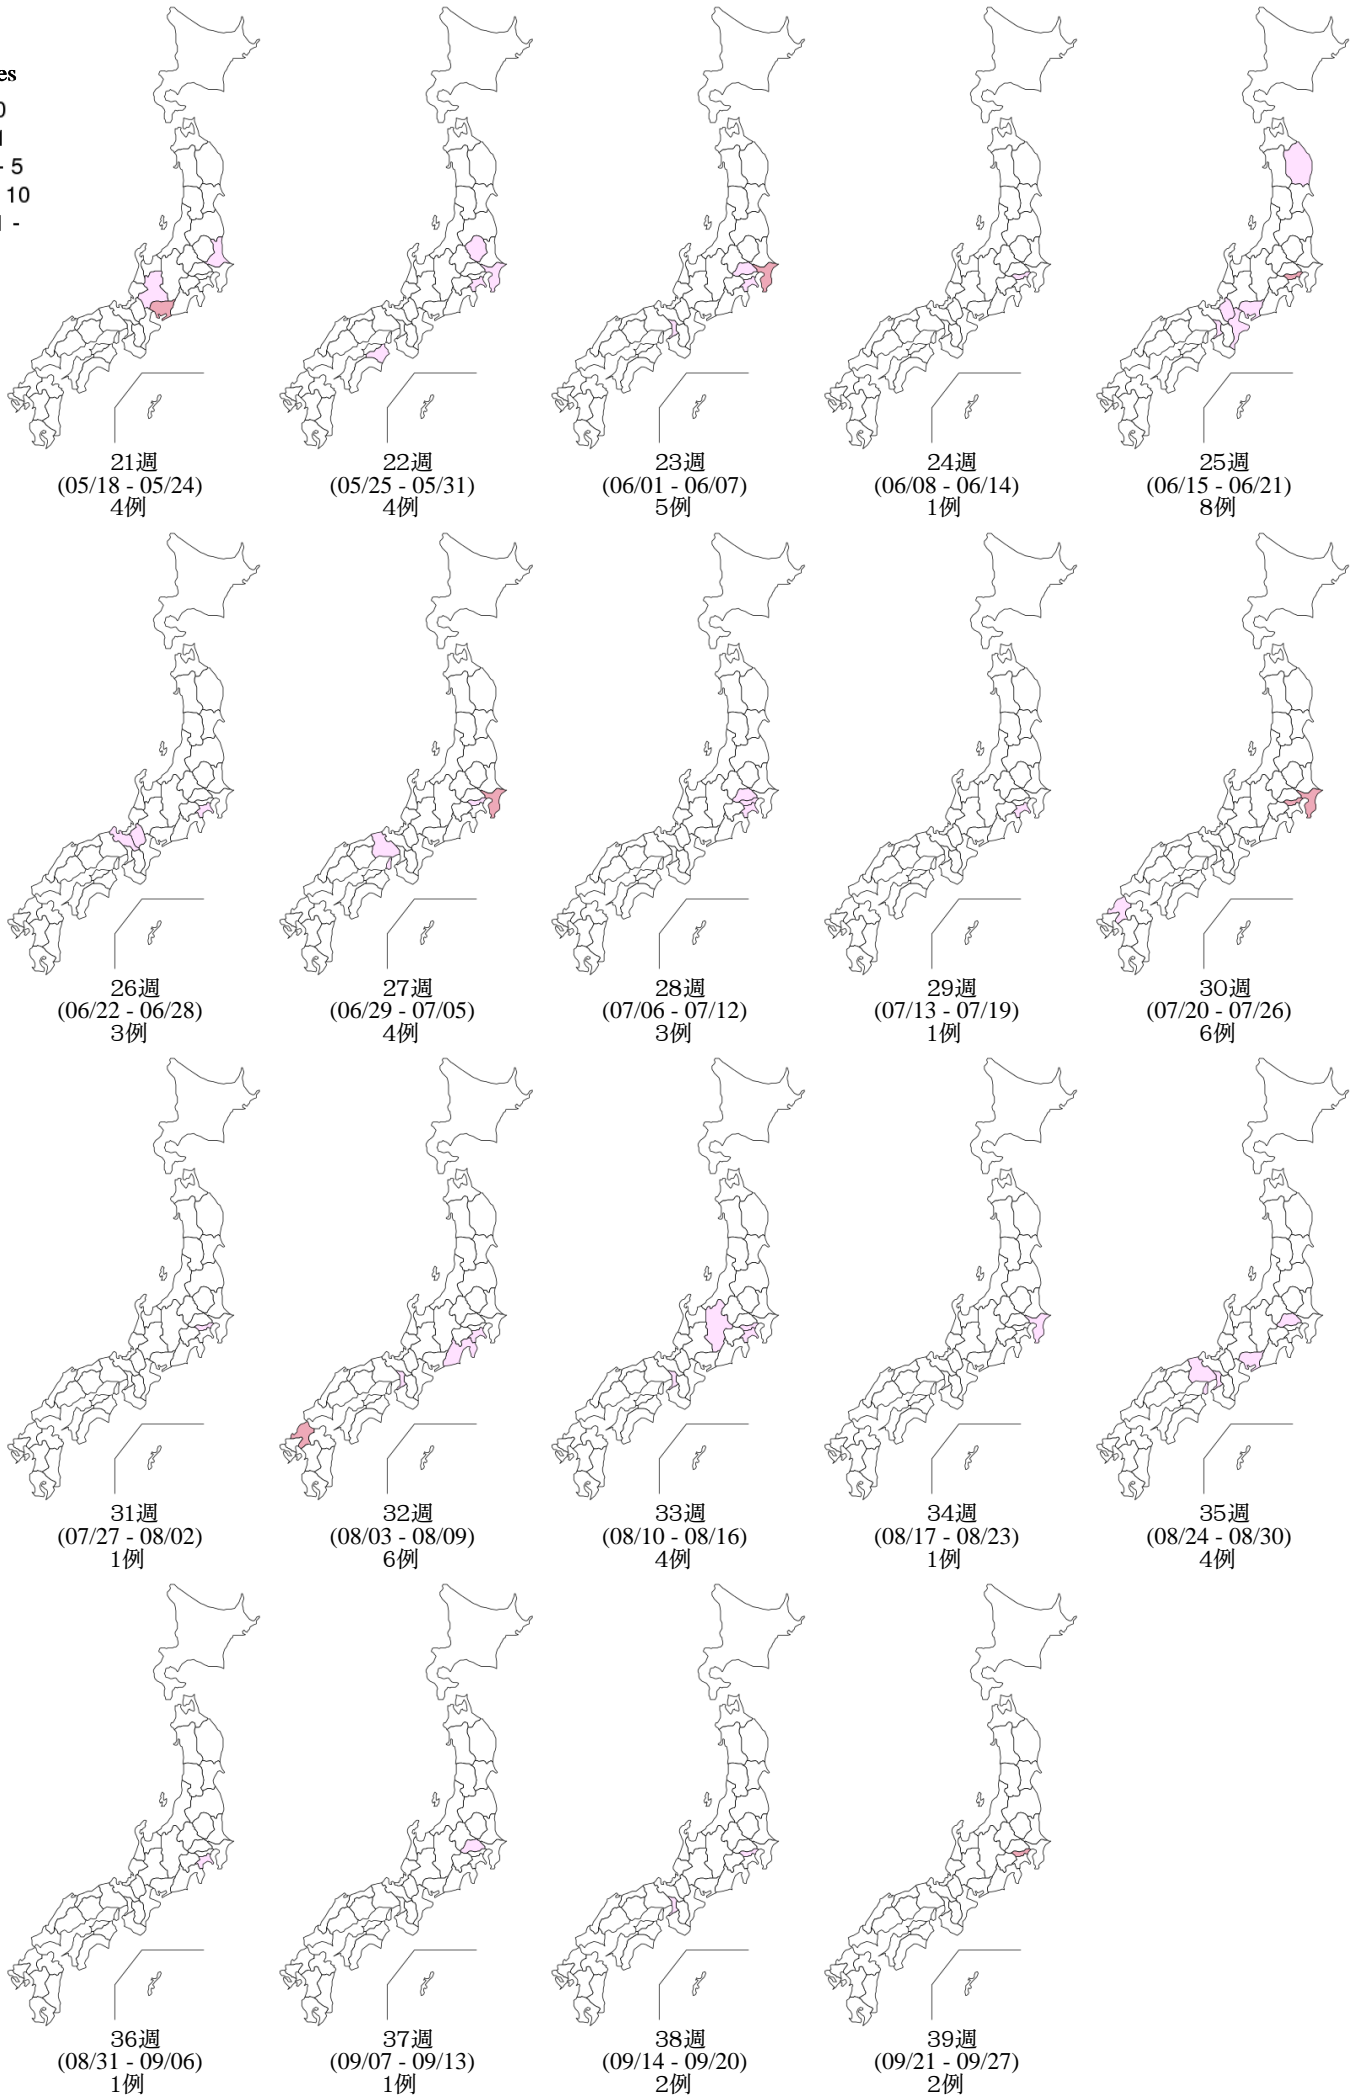 es
- 5
10
21週
(05/18 - 05/24)
4例
22週
(05/25 - 05/31)
4例
23週
(06/01 - 06/07)
5例
24週
(06/08 - 06/14)
1例
25週
(06/15 - 06/21)
8例
26週
(06/22 - 06/28)
3例
27週
(06/29 - 07/05)
4例
28週
(07/06 - 07/12)
3例
29週
(07/13 - 07/19)
1例
30週
(07/20 - 07/26)
6例
31週
(07/27 - 08/02)
1例
32週
(08/03 - 08/09)
6例
33週
(08/10 - 08/16)
4例
34週
(08/17 - 08/23)
1例
35週
(08/24 - 08/30)
4例
36週
(08/31 - 09/06)
1例
37週
(09/07 - 09/13)
1例
38週
(09/14 - 09/20)
2例
39週
(09/21 - 09/27)
2例